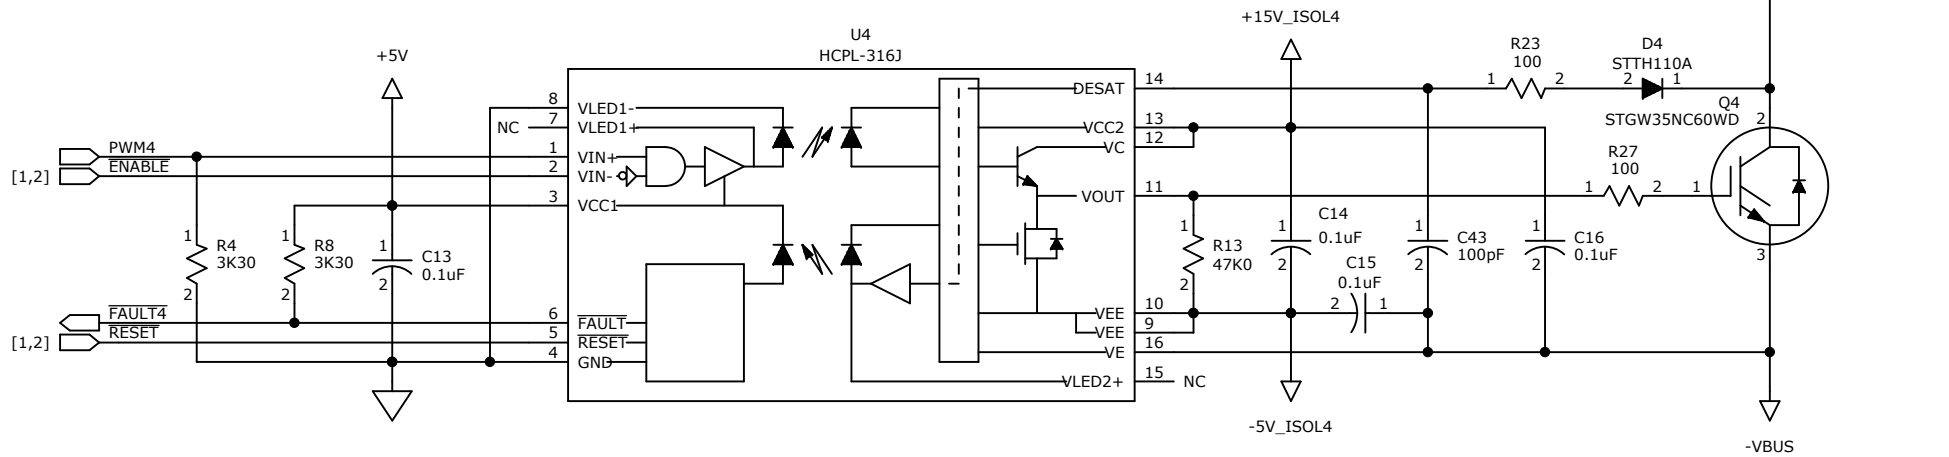 +15V_ISOL4
U4
HCPL-316J
+5V
R23
100
D4
STTH110A
1
2
2
1
8
VLED1-
DESAT
14
Q4
STGW35NC60WD
2
NC
7
VLED1+
VCC2
13
VC
12
PWM4
1
VIN+
R27
100
[1,2]
ENABLE
2
VIN-
3
VCC1
VOUT
11
1
2
1
1
R4
3K30
2
1
R8
3K30
2
1
C13
0.1uF
2
1
R13
47K0
2
1
C14
0.1uF
2
C15
0.1uF
2
1
1
C43
100pF
2
1
C16
0.1uF
2
3
FAULT4
6
FAULT
VEE
10
[1,2]
RESET
5
RESET
VEE
9
4
GND
VE
16
VLED2+
15
NC
-5V_ISOL4
-VBUS